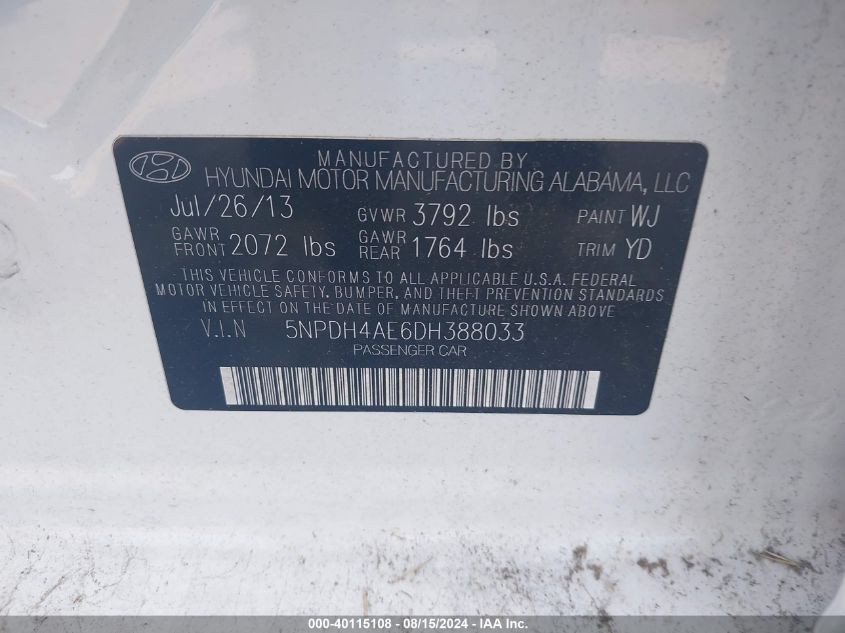 MANUFACTURED BY
HYUNDAI MOTOR MANUFACTURING ALABAMA, LLC
Jul/26/13 GVWR 3792 lbs PAINT WJ
GAWR FRONT 2072 lbs GAWR REAR 1764 lbs TRIM YD
THIS VEHICLE CONFORMS TO ALL APPLICABLE U.S.A. FEDERAL
MOTOR VEHICLE SAFETY, BUMPER, AND THEFT PREVENTION STANDARDS
IN EFFECT ON THE DATE OF MANUFACTURE SHOWN ABOVE
V.I.N 5NPDH4AE6DH388033
PASSENGER CAR
000-40115108 - 08/15/2024 - IAA Inc.